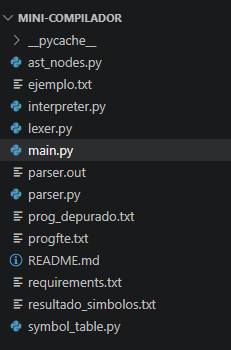 MINI-COMPILADOR
__pycache__
ast_nodes.py
ejemplo.txt
interpreter.py
lexer.py
main.py
parser.out
parser.py
prog_depurado.txt
progfte.txt
README.md
requirements.txt
resultado_simbolos.txt
symbol_table.py